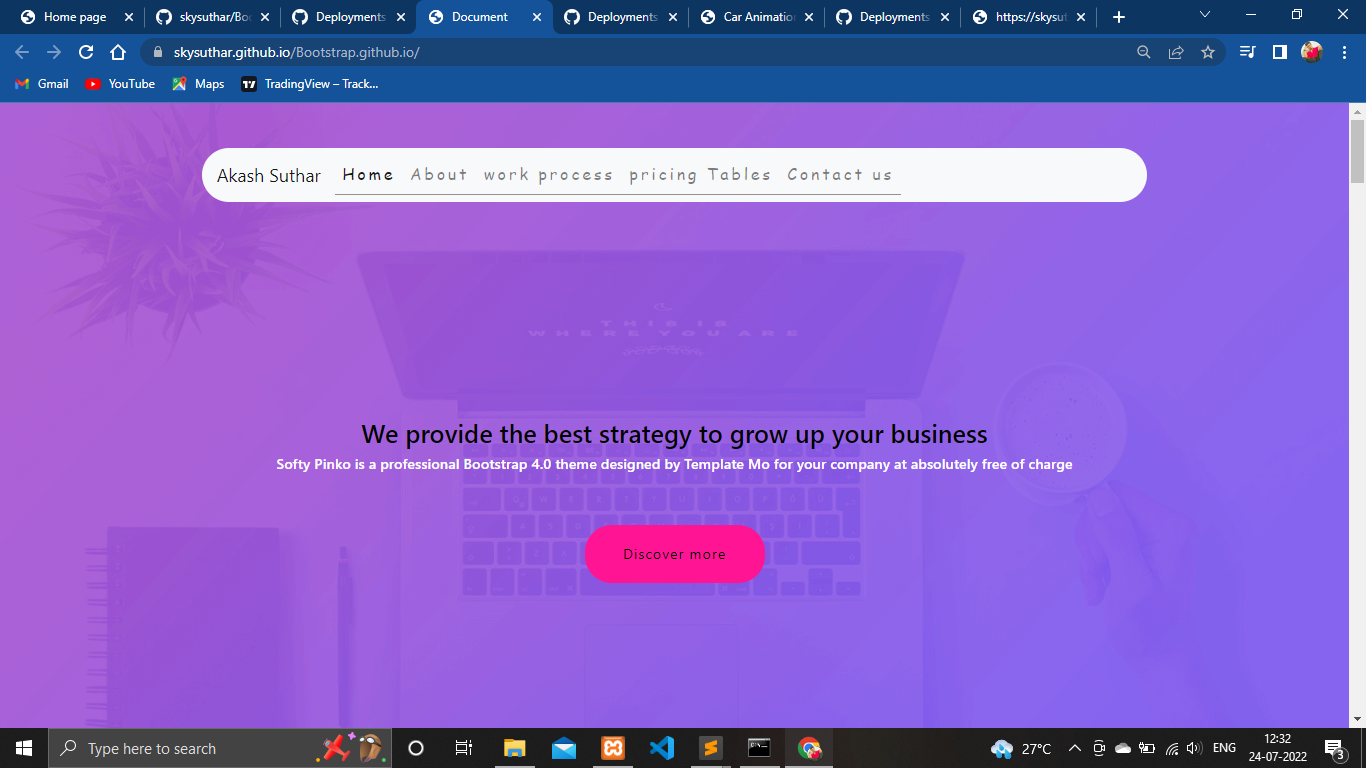 Home page
skysuthar/Boo
Deployments
Document
Deployments
Car Animatio
Deployments
https://skysut
skysuthar.github.io/Bootstrap.github.io/
Gmail YouTube Maps TradingView – Track...
Akash Suthar Home About work process pricing Tables Contact us
THIS IS
WHERE YOU ARE
We provide the best strategy to grow up your business
Softy Pinko is a professional Bootstrap 4.0 theme designed by Template Mo for your company at absolutely free of charge
Discover more
Type here to search
27°C
ENG
12:32
24-07-2022
3